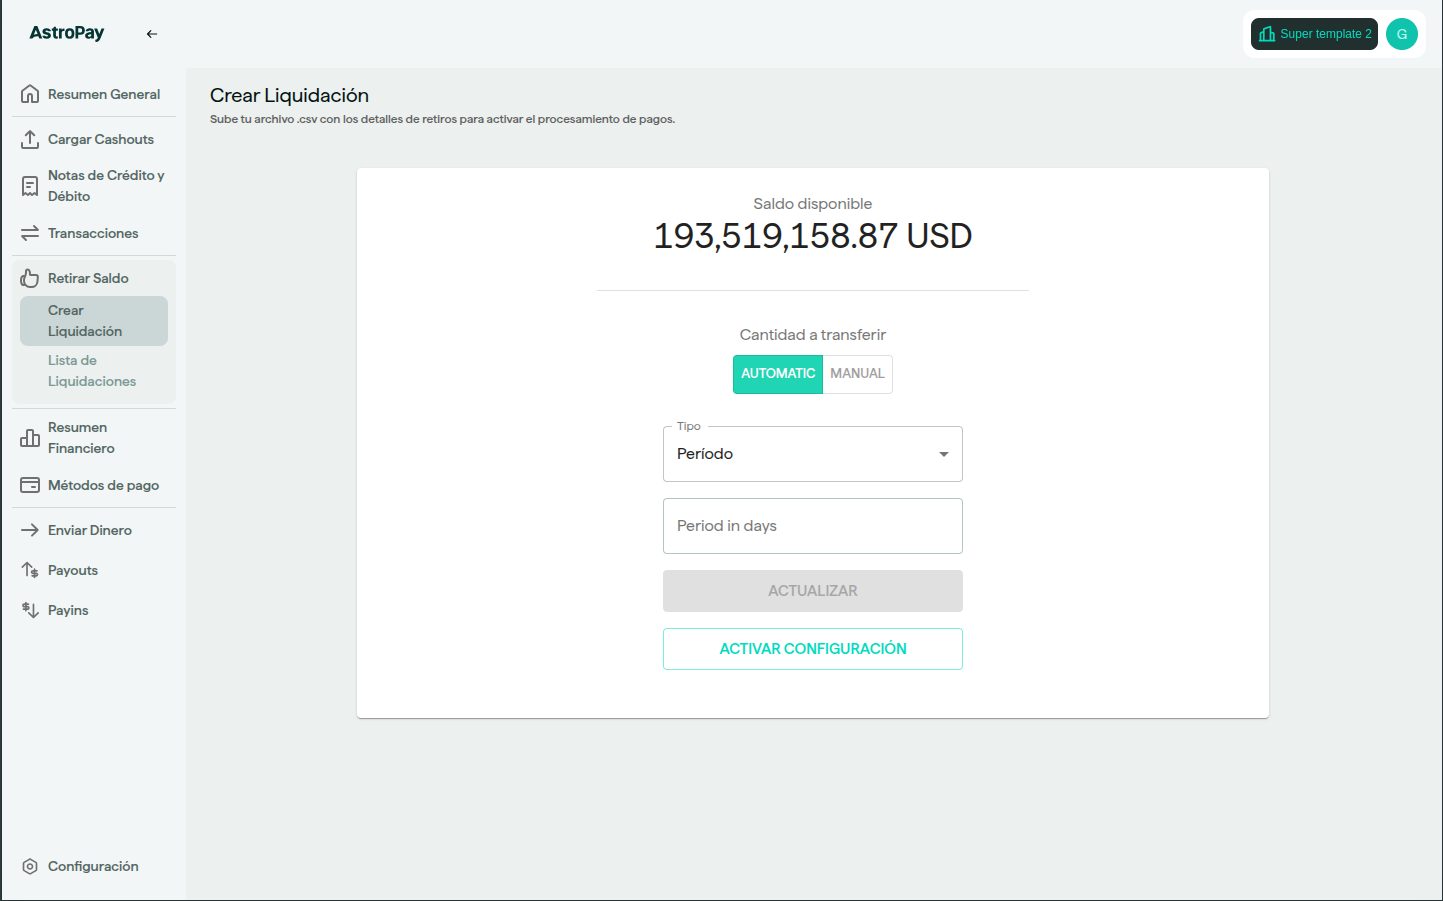 AstroPay
Super template 2
G
Resumen General
Cargar Cashouts
Notas de Crédito y
Débito
Transacciones
Retirar Saldo
Crear
Liquidación
Lista de
Liquidaciones
Resumen
Financiero
Métodos de pago
Enviar Dinero
Payouts
Payins
Configuración
Crear Liquidación
Sube tu archivo .csv con los detalles de retiros para activar el procesamiento de pagos.
Saldo disponible
193,519,158.87 USD
Cantidad a transferir
AUTOMATIC MANUAL
Tipo
Período
Period in days
ACTUALIZAR
ACTIVAR CONFIGURACIÓN